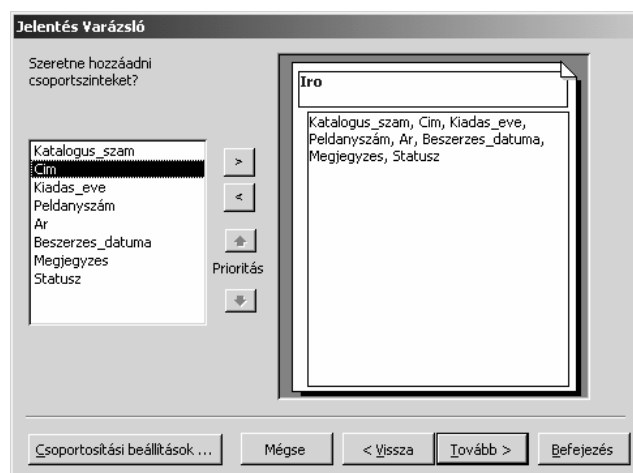 Jelentés Varázsló
Szeretne hozzáadni
csoportszinteket?
Katalogus_szam
Cim
Kiadas_eve
Peldanyszám
Ar
Beszerzes_datuma
Megjegyzes
Statusz
>
<
Prioritás
Iro
Katalogus_szam, Cim, Kiadas_eve,
Peldanyszám, Ar, Beszerzes_datuma,
Megjegyzes, Statusz
Csoportosítási beállítások ...
Mégse
< Vissza
Tovább >
Befejezés